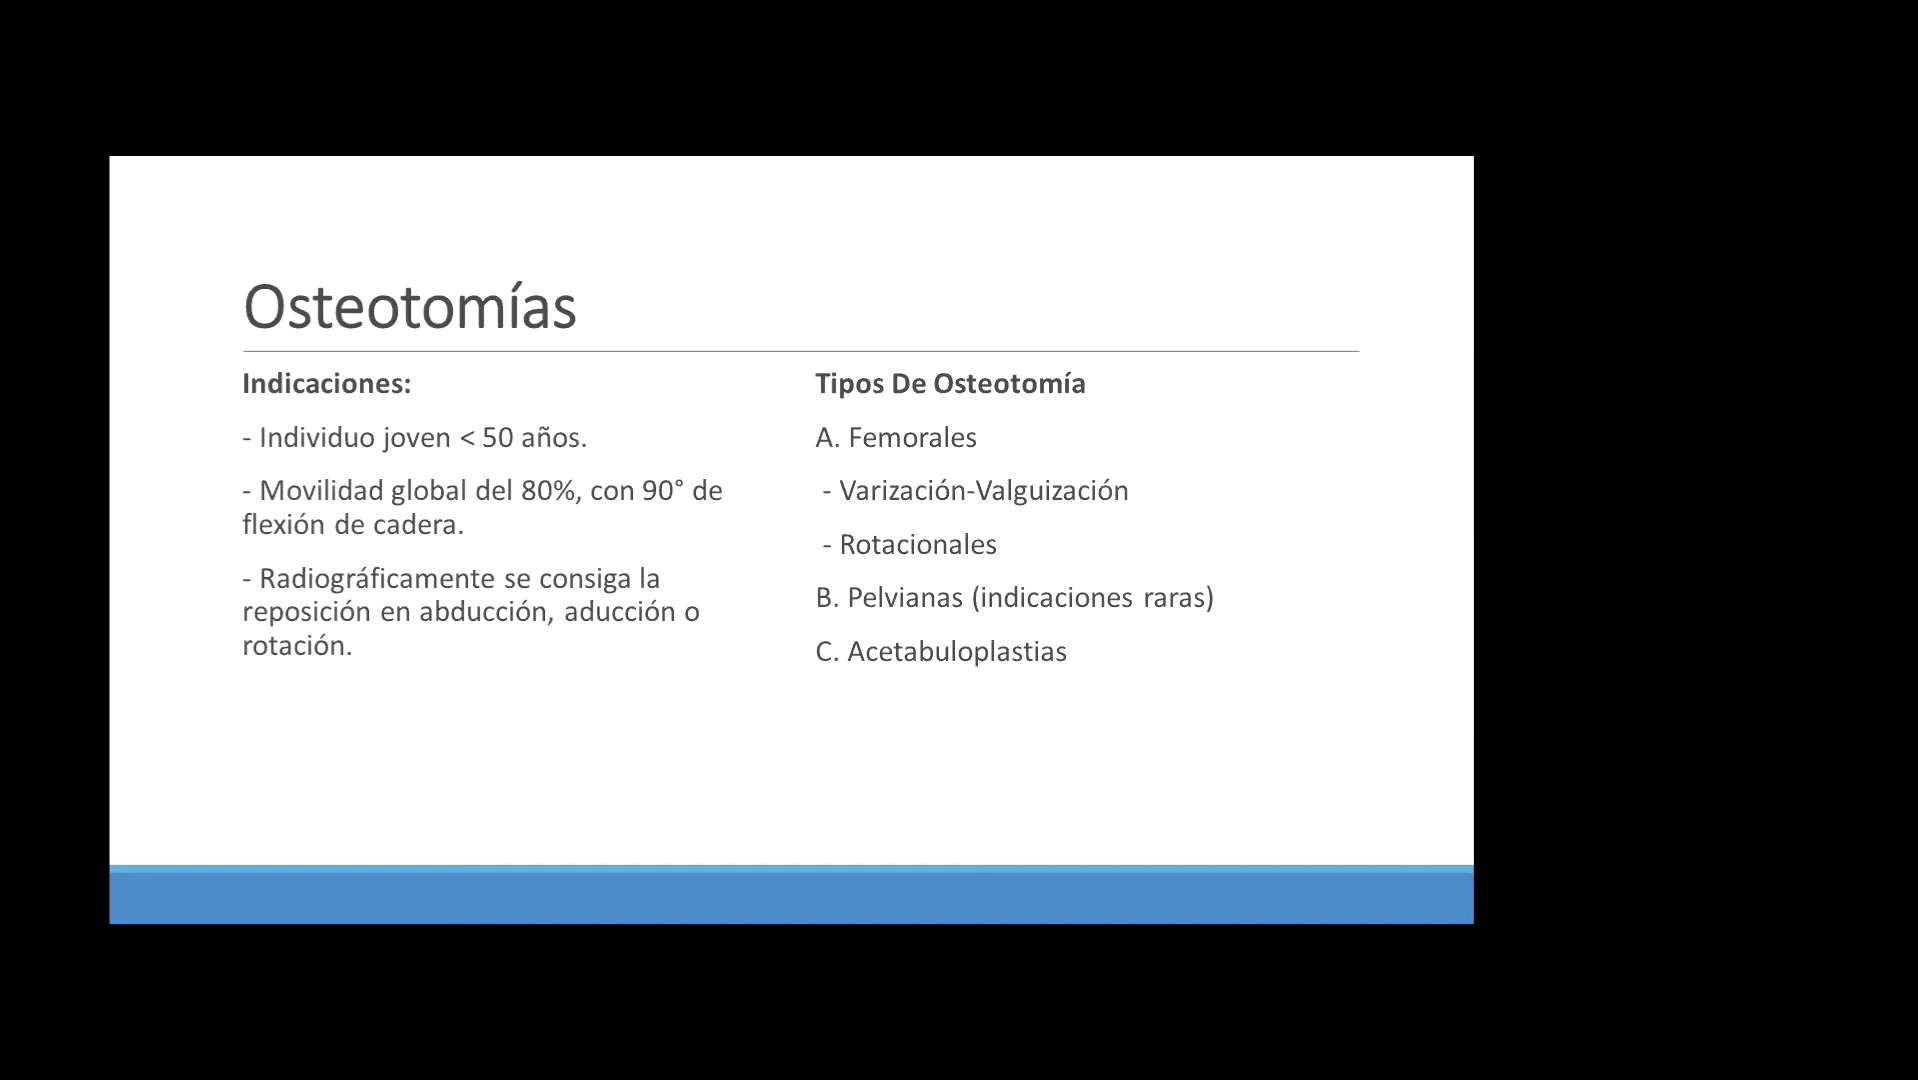 Osteotomías
Indicaciones:
- Individuo joven < 50 años.
- Movilidad global del 80%, con 90° de
flexión de cadera.
- Radiográficamente se consiga la
reposición en abducción, aducción o
rotación.
Tipos De Osteotomía
A. Femorales
- Varización-Valguización
- Rotacionales
B. Pelvianas (indicaciones raras)
C. Acetabuloplastias